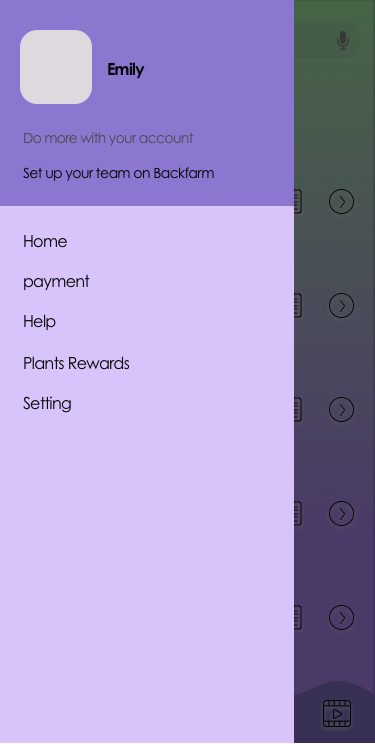 Emily
Do more with your account
Set up your team on Backfarm
Home
payment
Help
Plants Rewards
Setting